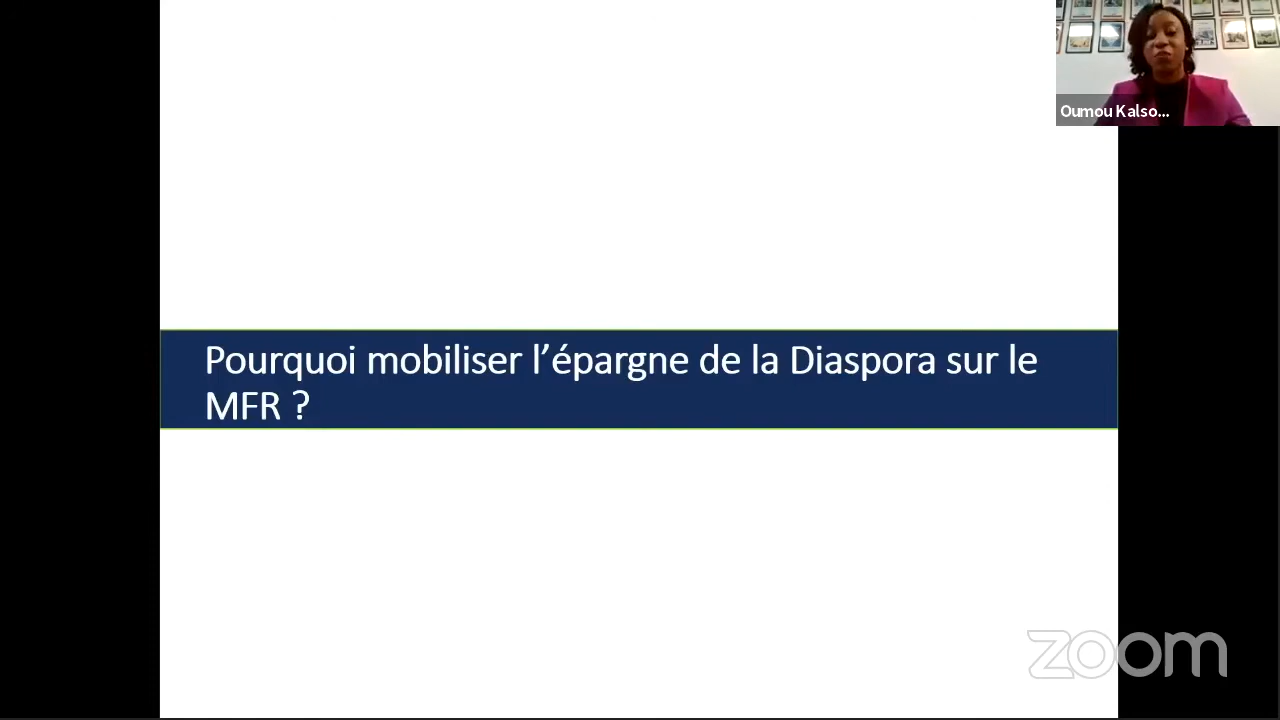 Oumou Kalso...
Pourquoi mobiliser l’épargne de la Diaspora sur le
MFR ?
zoom